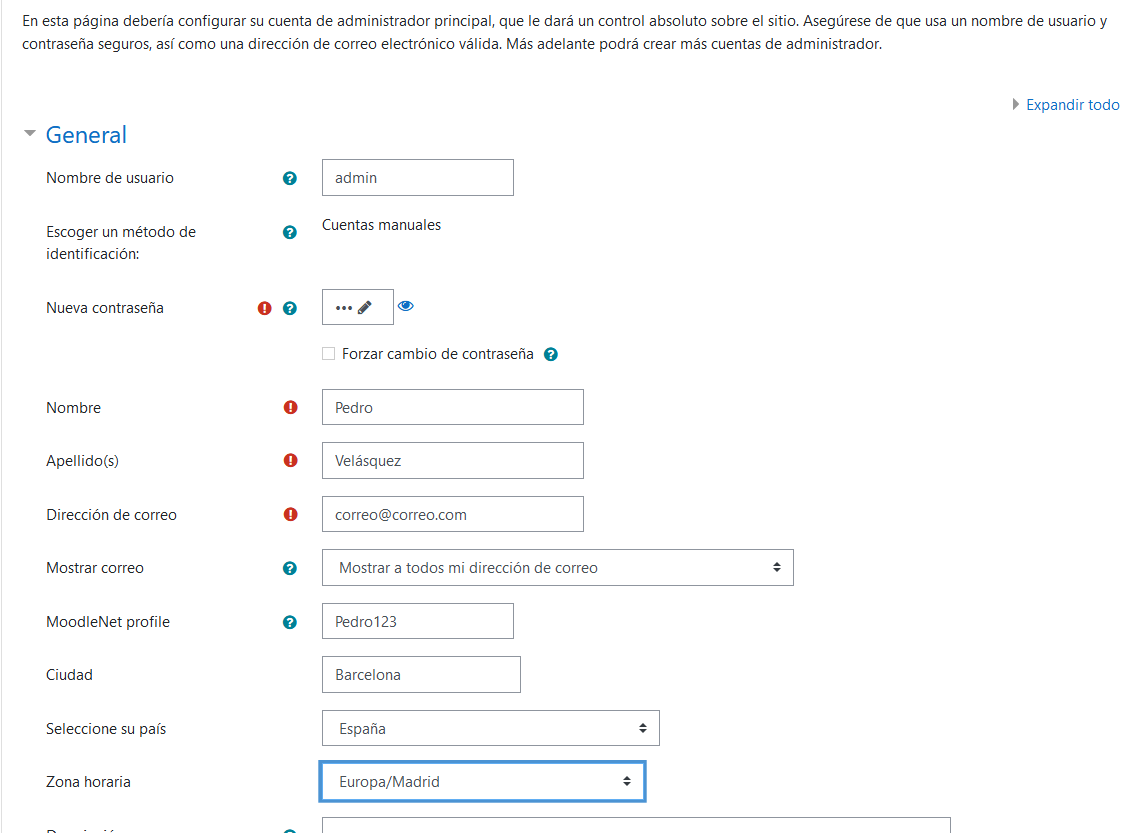 En esta página debería configurar su cuenta de administrador principal, que le dará un control absoluto sobre el sitio. Asegúrese de que usa un nombre de usuario y
contraseña seguros, así como una dirección de correo electrónico válida. Más adelante podrá crear más cuentas de administrador.
Expandir todo
General
Nombre de usuario
admin
Escoger un método de
identificación:
Cuentas manuales
Nueva contraseña
Forzar cambio de contraseña
Nombre
Pedro
Apellido(s)
Velásquez
Dirección de correo
correo@correo.com
Mostrar correo
Mostrar a todos mi dirección de correo
MoodleNet profile
Pedro123
Ciudad
Barcelona
Seleccione su país
España
Zona horaria
Europa/Madrid